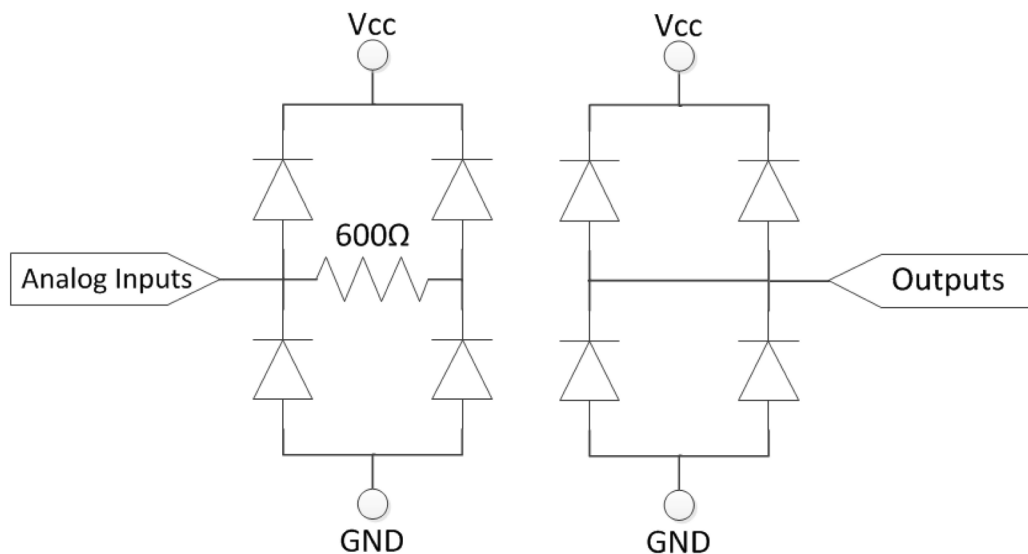 Vcc
Vcc
600Ω
Analog Inputs
Outputs
GND
GND